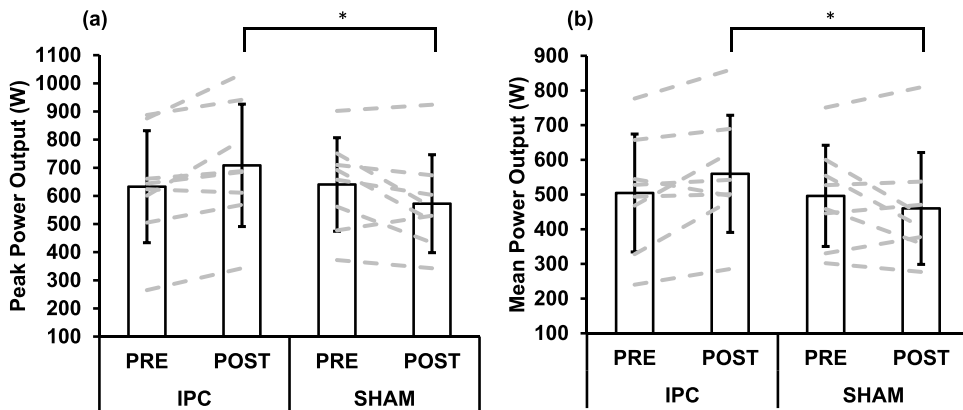 (a)
*
Peak Power Output (W)
1100
1000
900
800
700
600
500
400
300
200
100
PRE POST PRE POST
IPC SHAM
(b)
*
Mean Power Output (W)
900
800
700
600
500
400
300
200
100
PRE POST PRE POST
IPC SHAM